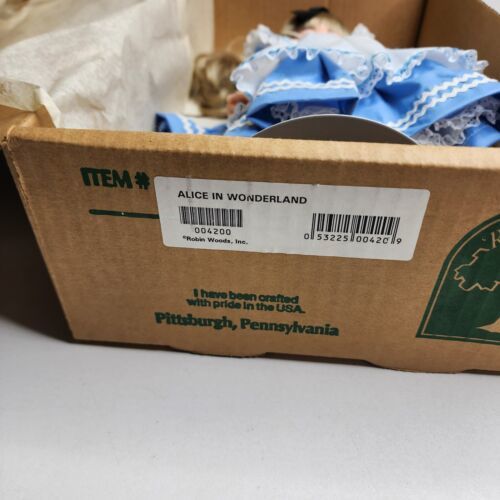 ITEM #
ALICE IN WONDERLAND
004200
©Robin Woods, Inc.
0 53225 00420 9
I have been crafted
with pride in the USA.
Pittsburgh, Pennsylvania